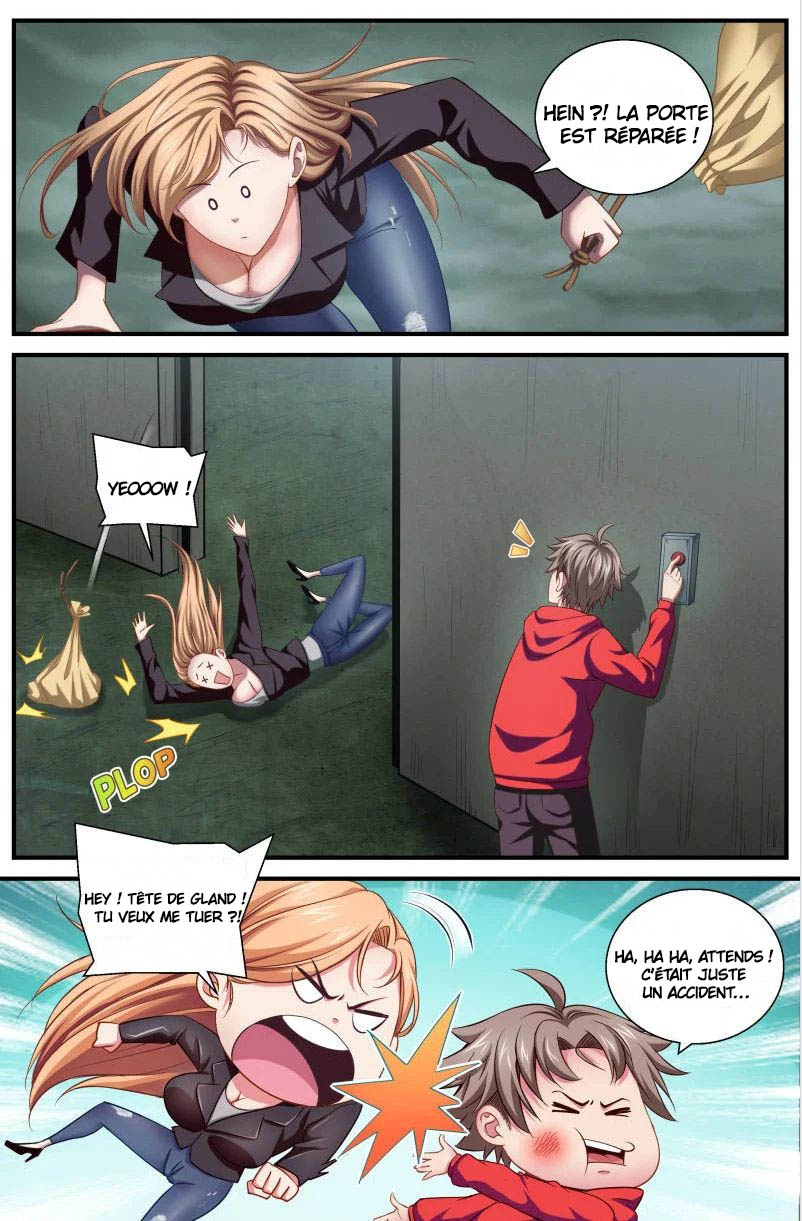 HEIN ?! LA PORTE
EST RÉPARÉE !
YEOOOW !
PLOP
HEY ! TÊTE DE GLAND !
TU VEUX ME TUER ?!
HA, HA HA, ATTENDS !
C'ÉTAIT JUSTE
UN ACCIDENT...